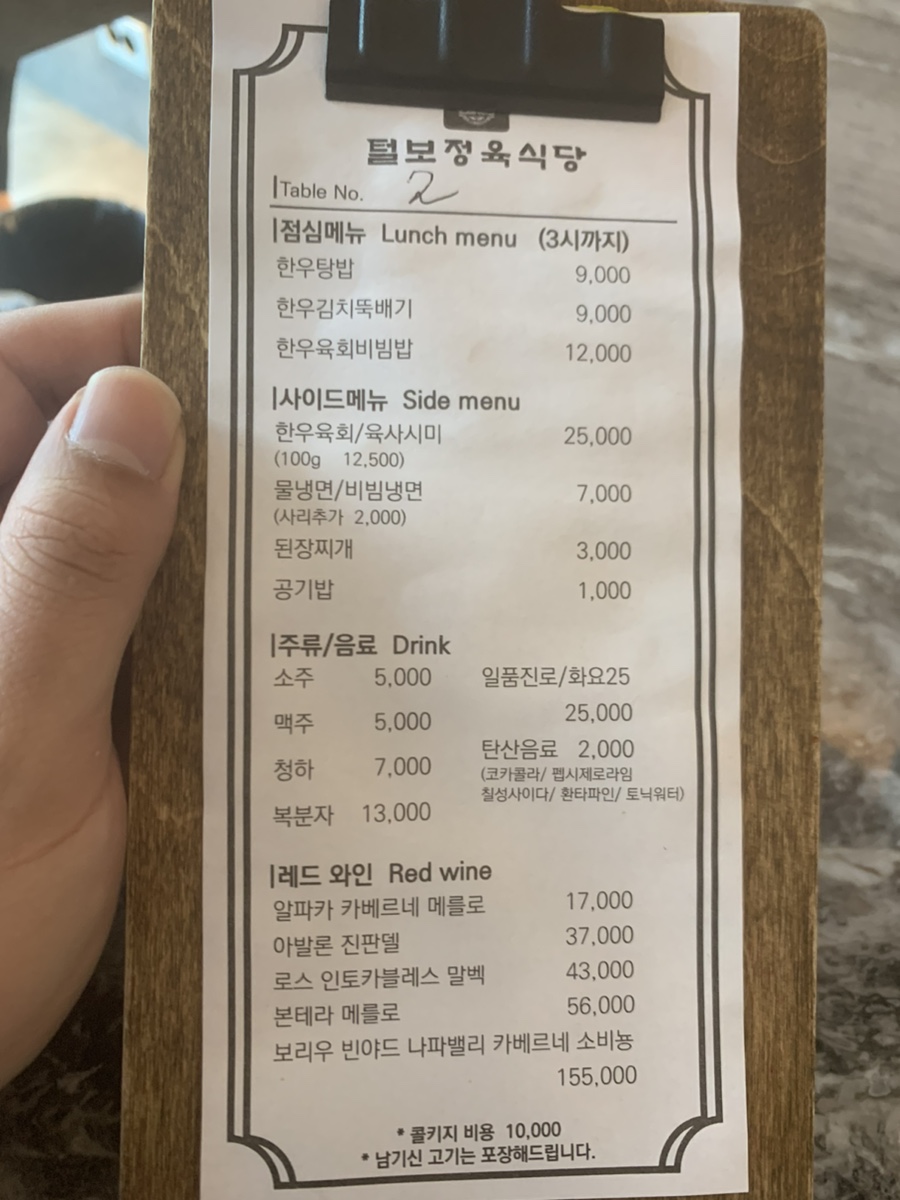 털보정육식당
Table No. 2
점심메뉴 Lunch menu (3시까지)
한우탕밥 9,000
한우김치뚝배기 9,000
한우육회비빔밥 12,000
사이드메뉴 Side menu
한우육회/육사시미 25,000
(100g 12,500)
물냉면/비빔냉면 7,000
(사리추가 2,000)
된장찌개 3,000
공기밥 1,000
주류/음료 Drink
소주 5,000
맥주 5,000
청하 7,000
복분자 13,000
일품진로/화요25
25,000
탄산음료 2,000
(코카콜라/ 펩시제로라임
칠성사이다/ 환타파인/ 토닉워터)
레드 와인 Red wine
알파카 카베르네 메를로 17,000
아발론 진판델 37,000
로스 인토카블레스 말벡 43,000
본테라 메를로 56,000
보리우 빈야드 나파밸리 카베르네 소비뇽
155,000
* 콜키지 비용 10,000
* 남기신 고기는 포장해드립니다.